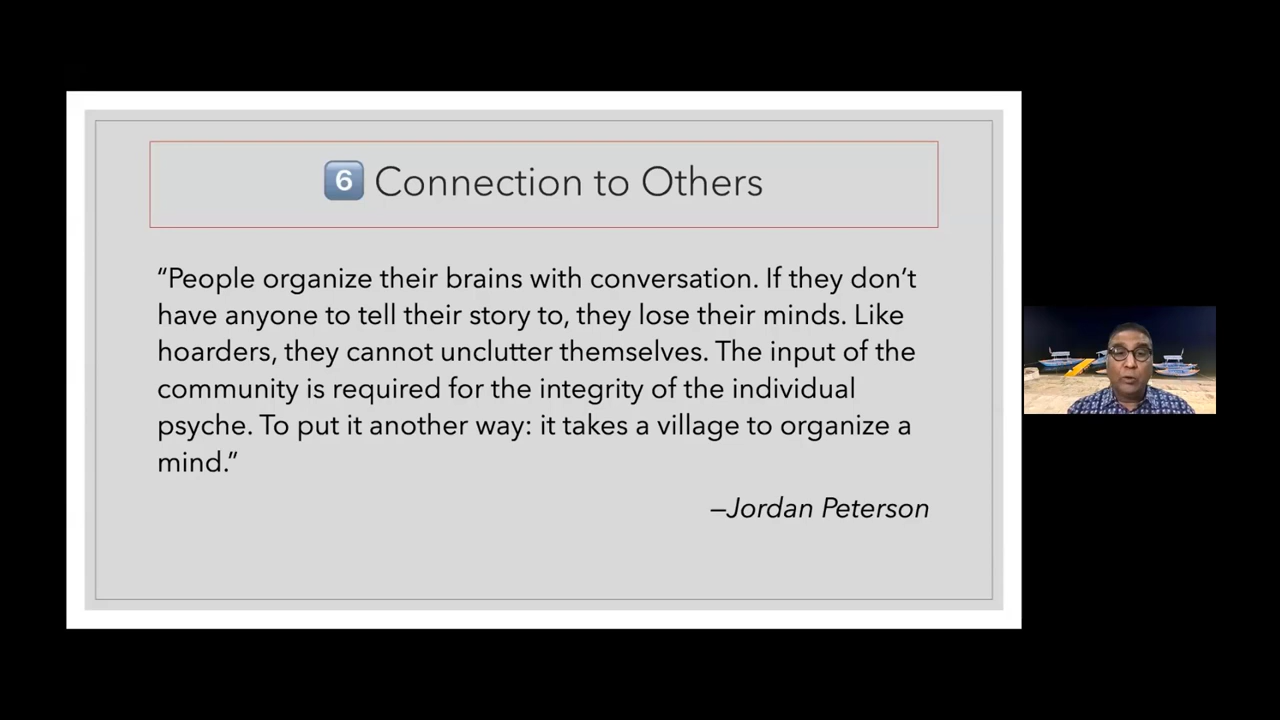 6 Connection to Others
“People organize their brains with conversation. If they don’t
have anyone to tell their story to, they lose their minds. Like
hoarders, they cannot unclutter themselves. The input of the
community is required for the integrity of the individual
psyche. To put it another way: it takes a village to organize a
mind.”
—Jordan Peterson